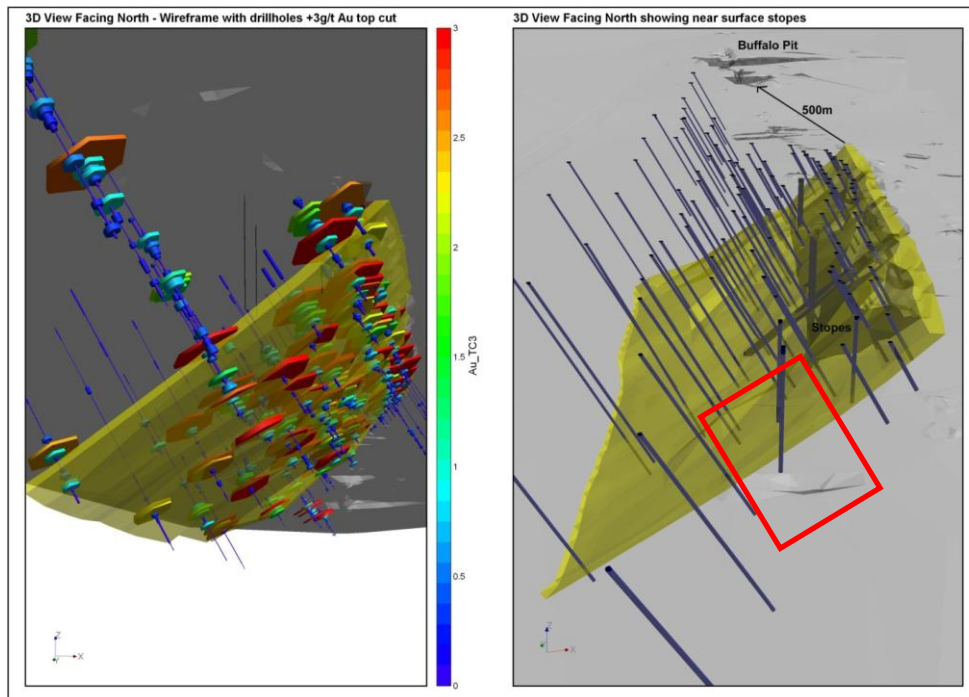 3D View Facing North - Wireframe with drillholes +3g/t Au top cut
3
2.5
2
1.5
1
0.5
0
Au_TC3
Z
Y
X
3D View Facing North showing near surface stopes
Buffalo Pit
500m
Stopes
Z
Y
X